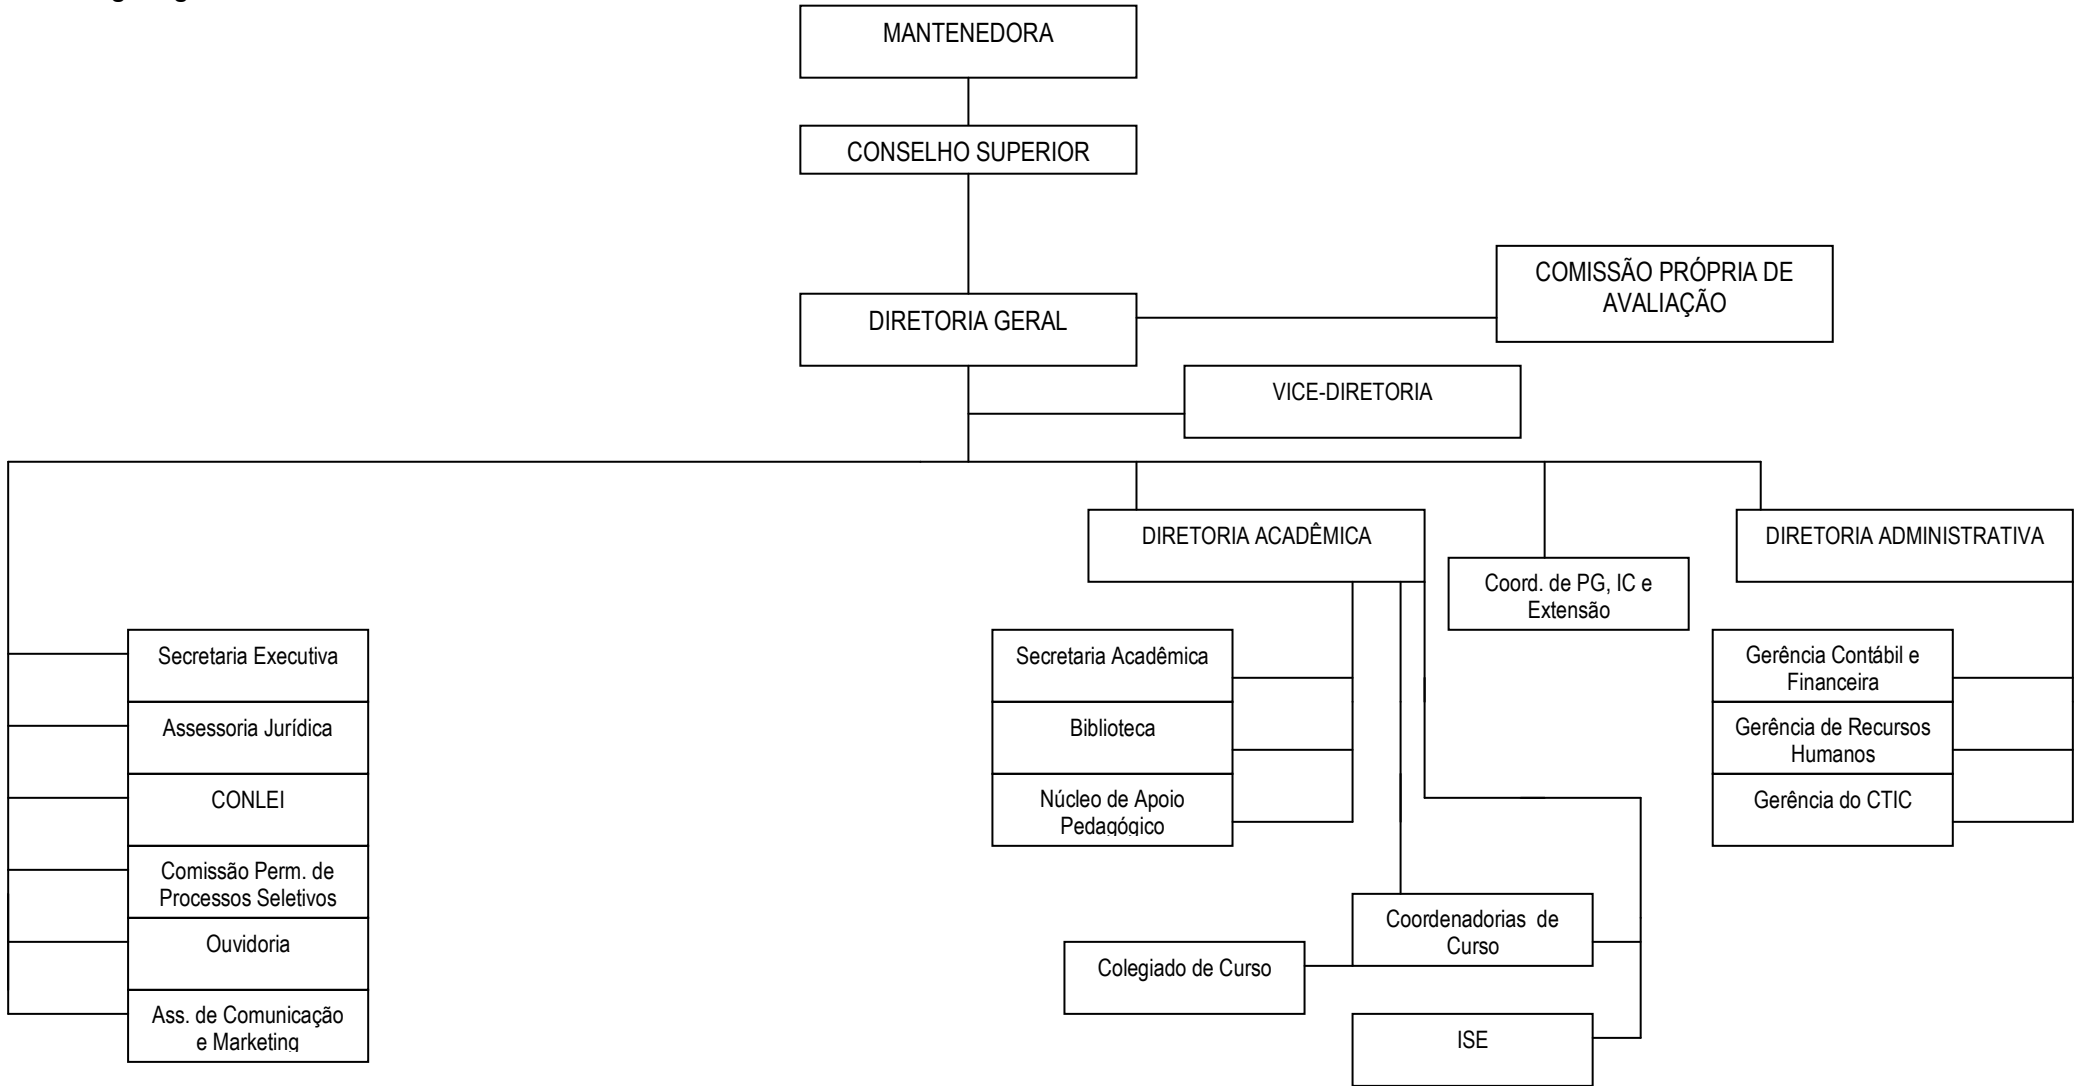 MANTENEDORA
CONSELHO SUPERIOR
COMISSÃO PRÓPRIA DE
AVALIAÇÃO
DIRETORIA GERAL
VICE-DIRETORIA
DIRETORIA ACADÊMICA
DIRETORIA ADMINISTRATIVA
Coord. de PG, IC e
Extensão
Secretaria Executiva
Assessoria Jurídica
CONLEI
Comissão Perm. de
Processos Seletivos
Ouvidoria
Ass. de Comunicação
e Marketing
Secretaria Acadêmica
Biblioteca
Núcleo de Apoio
Pedagógico
Gerência Contábil e
Financeira
Gerência de Recursos
Humanos
Gerência do CTIC
Coordenadorias de
Curso
Colegiado de Curso
ISE